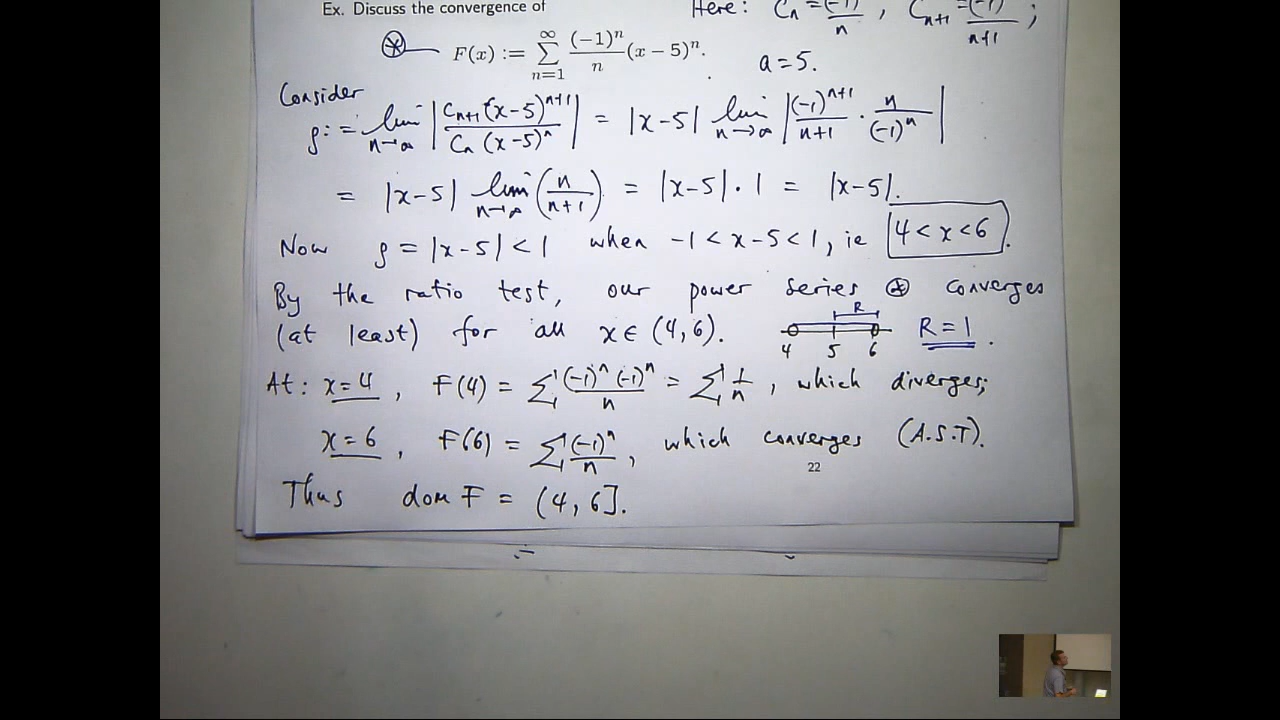 Ex. Discuss the convergence of
Here: Cₙ = (-1)ⁿ/n , Cₙ₊₁ = (-1)ⁿ⁺¹/n+1 ;
⊛ F(x) := ∑_{n=1}^{∞} (-1)ⁿ/n (x − 5)ⁿ.
a = 5.
Consider
ρ := lim_{n→∞} |Cₙ₊₁ (x-5)ⁿ⁺¹ / Cₙ (x-5)ⁿ| = |x-5| lim_{n→∞} |(-1)ⁿ⁺¹/n+1 · n/(-1)ⁿ|
= |x-5| lim_{n→∞} (n/n+1) = |x-5| · 1 = |x-5|.
Now ρ = |x-5| < 1 when -1 < x-5 < 1, ie 4 < x < 6.
By the ratio test, our power series ⊛ converges
(at least) for all x ∈ (4, 6). R 4 5 6 R = 1.
At: x=4, F(4) = ∑₁ (-1)ⁿ(-1)ⁿ/n = ∑₁ 1/n, which diverges;
x=6, F(6) = ∑₁ (-1)ⁿ/n, which converges (A.S.T).
22
Thus dom F = (4, 6].